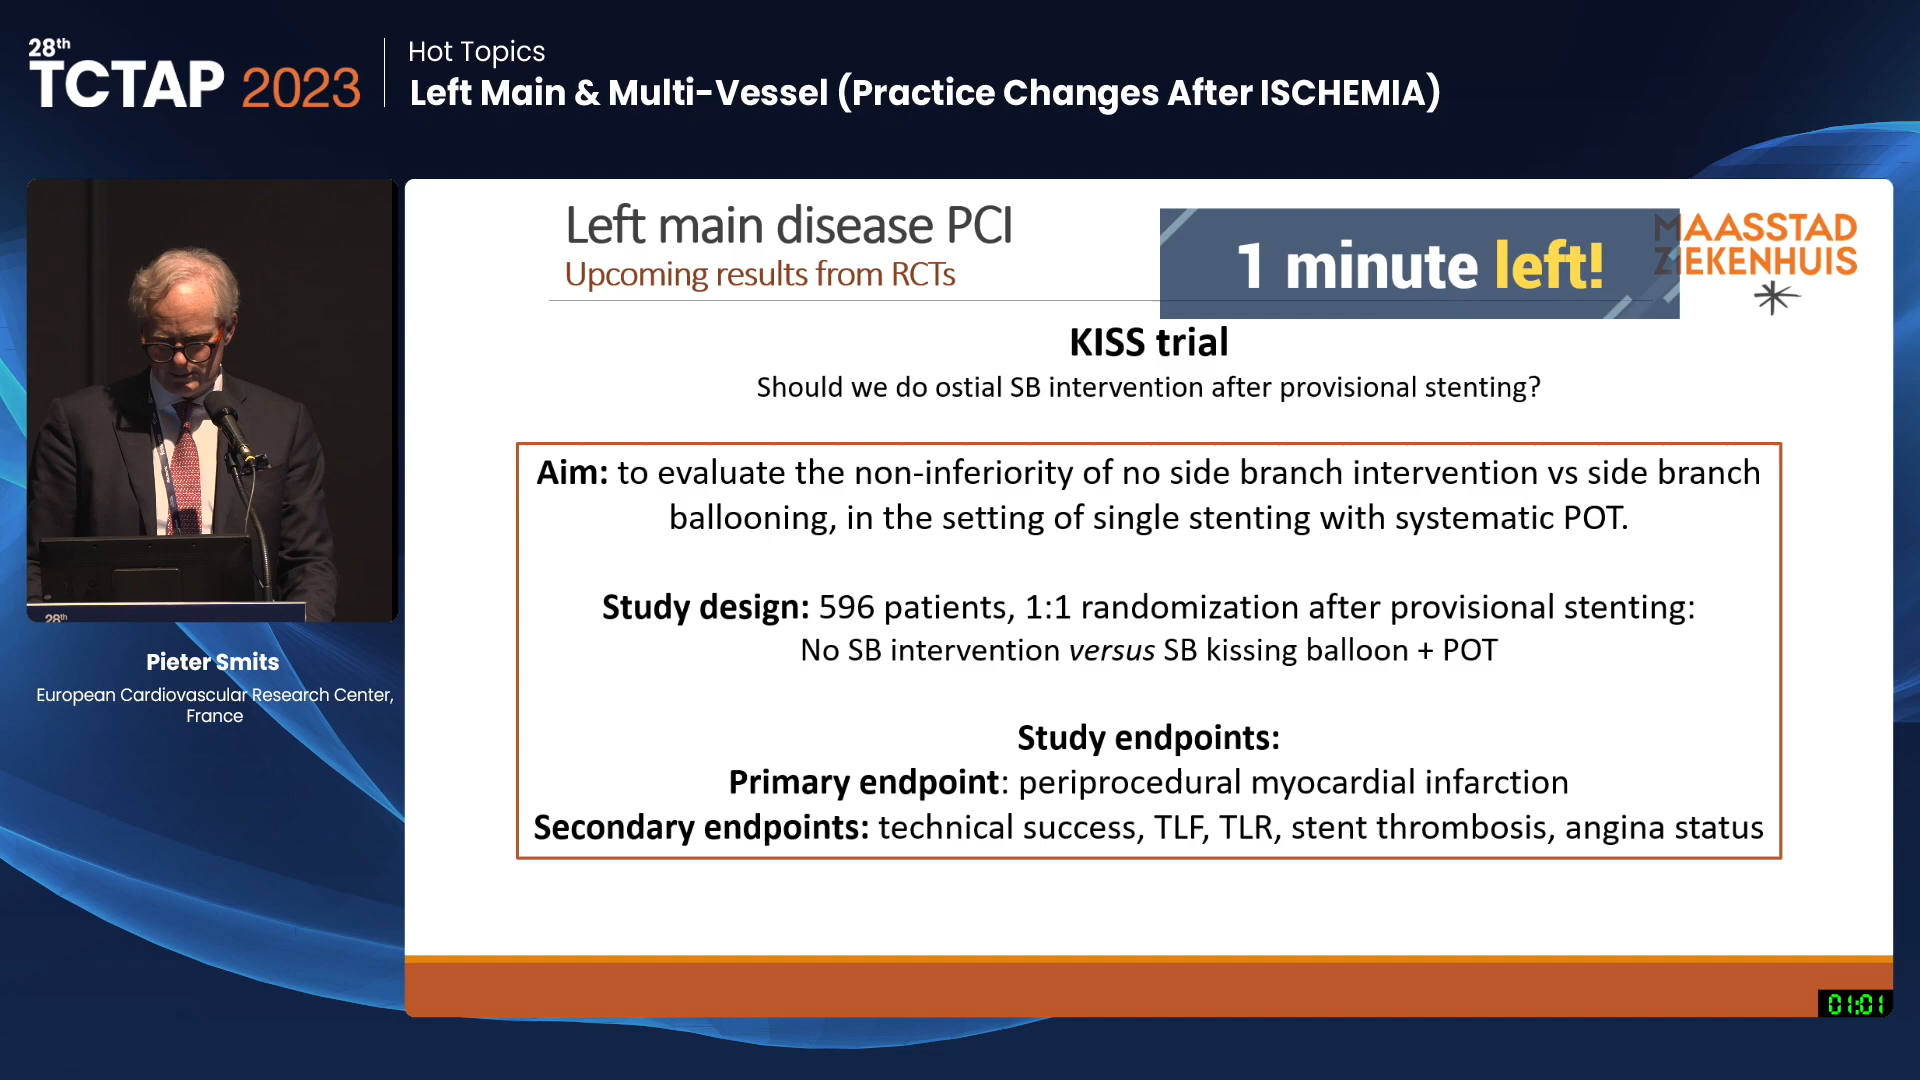 28th
TCTAP 2023
Hot Topics
Left Main & Multi-Vessel (Practice Changes After ISCHEMIA)
Left main disease PCI
Upcoming results from RCTs
1 minute left!
MAASSTAD
ZIEKENHUIS
KISS trial
Should we do ostial SB intervention after provisional stenting?
Aim: to evaluate the non-inferiority of no side branch intervention vs side branch
ballooning, in the setting of single stenting with systematic POT.
Study design: 596 patients, 1:1 randomization after provisional stenting:
No SB intervention versus SB kissing balloon + POT
Study endpoints:
Primary endpoint: periprocedural myocardial infarction
Secondary endpoints: technical success, TLF, TLR, stent thrombosis, angina status
28th
Pieter Smits
European Cardiovascular Research Center,
France
01:01